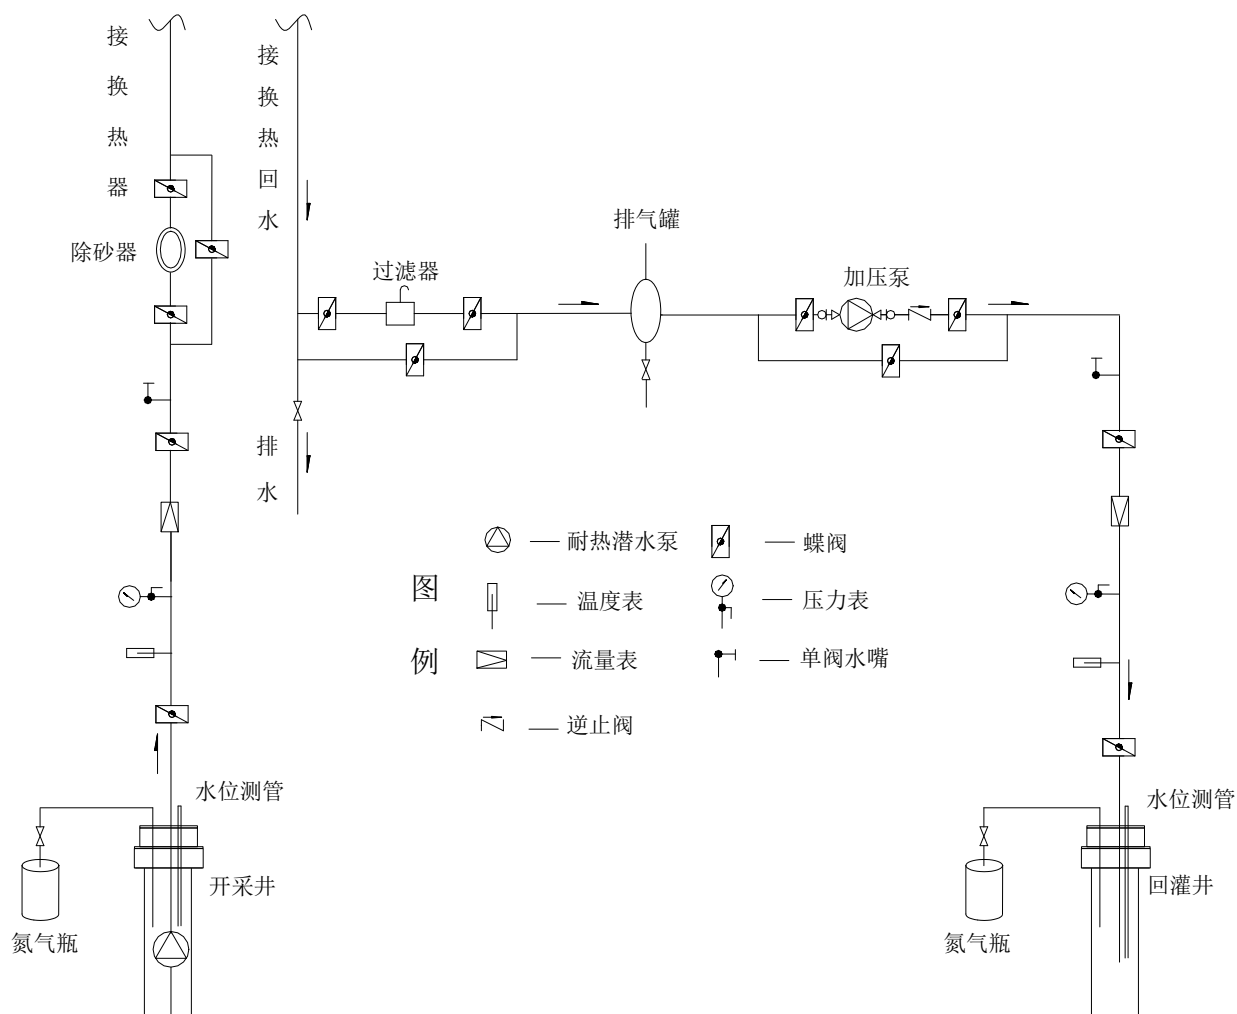 接换热器
接换热回水
除砂器
过滤器
排气罐
加压泵
排水
图例
耐热潜水泵
蝶阀
温度表
压力表
流量表
单阀水嘴
逆止阀
水位测管
开采井
氮气瓶
水位测管
回灌井
氮气瓶